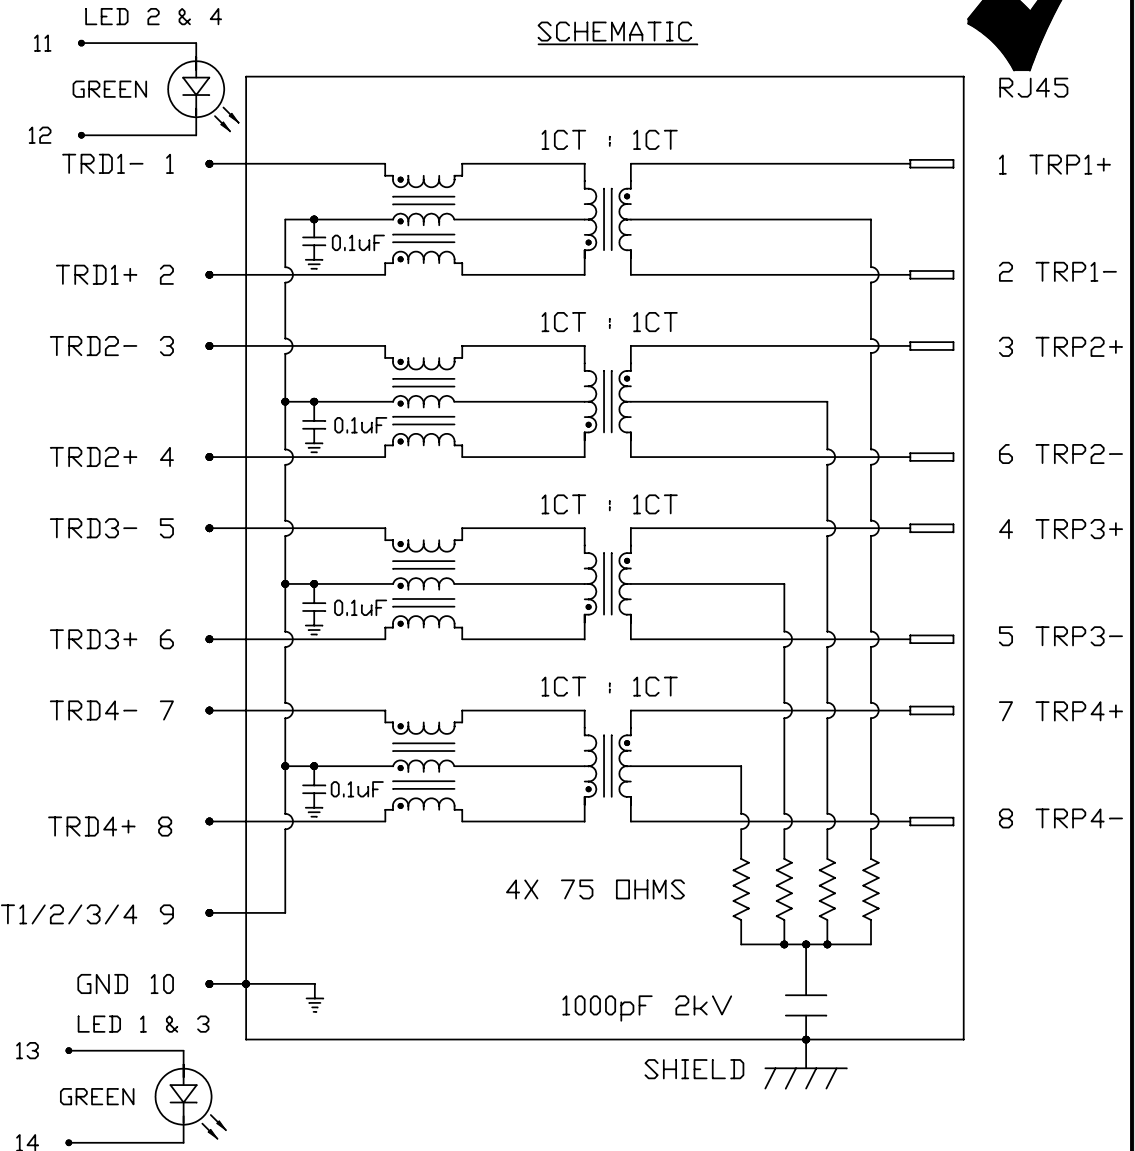 LED 2 & 4
SCHEMATIC
11
GREEN
RJ45
12
1CT : 1CT
TRD1- 1
1 TRP1+
0.1uF
TRD1+ 2
2 TRP1-
1CT : 1CT
TRD2- 3
3 TRP2+
0.1uF
TRD2+ 4
6 TRP2-
1CT : 1CT
TRD3- 5
4 TRP3+
0.1uF
TRD3+ 6
5 TRP3-
1CT : 1CT
TRD4- 7
7 TRP4+
0.1uF
TRD4+ 8
8 TRP4-
4X 75 OHMS
T1/2/3/4 9
GND 10
1000pF 2kV
LED 1 & 3
13
SHIELD
GREEN
14